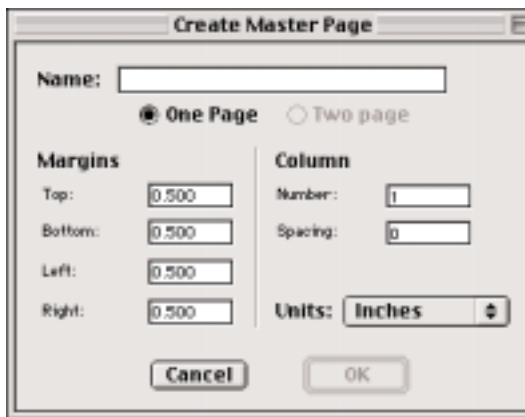 Create Master Page
Name:
One Page
Two page
Margins
Top: 0.500
Bottom: 0.500
Left: 0.500
Right: 0.500
Column
Number: 1
Spacing: 0
Units: Inches
Cancel
OK